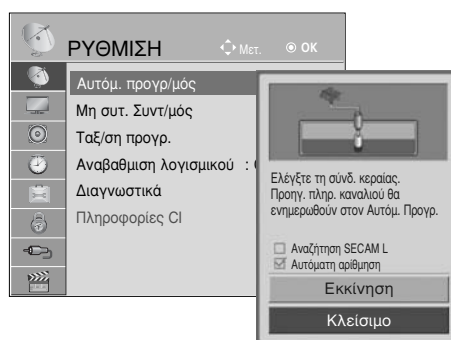 ΡΥΘΜΙΣΗ Μετ. OK
Αυτόμ. προγρ/μός
Μη συτ. Συντ/μός
Ταξ/ση προγρ.
Αναβαθμιση λογισμικού :
Διαγνωστικά
Πληροφορίες CI
Ελέγξτε τη σύνδ. κεραίας.
Προηγ. πληρ. καναλιού θα
ενημερωθούν στον Αυτόμ. Προγρ.
Αναζήτηση SECAM L
Αυτόματη αρίθμηση
Εκκίνηση
Κλείσιμο